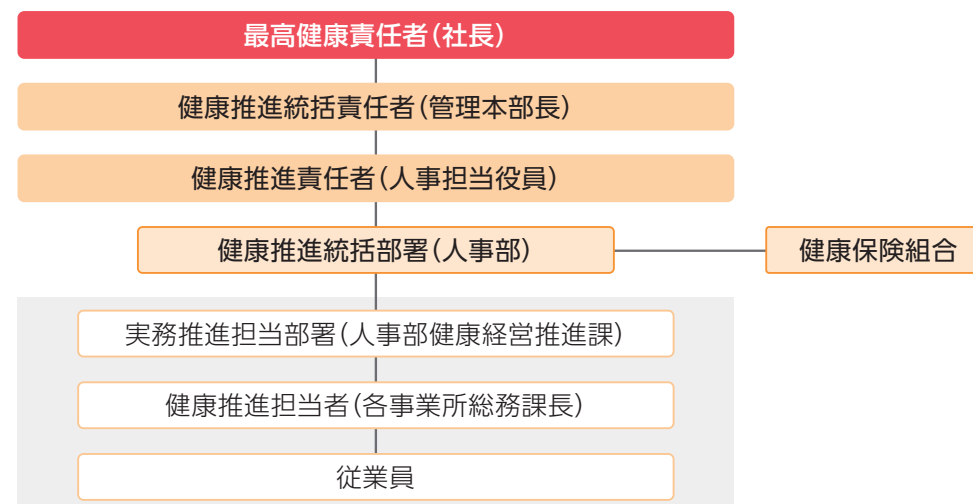 最高健康責任者（社長）
健康推進統括責任者（管理本部長）
健康推進責任者（人事担当役員）
健康推進統括部署（人事部）
健康保険組合
実務推進担当部署（人事部健康経営推進課）
健康推進担当者（各事業所総務課長）
従業員